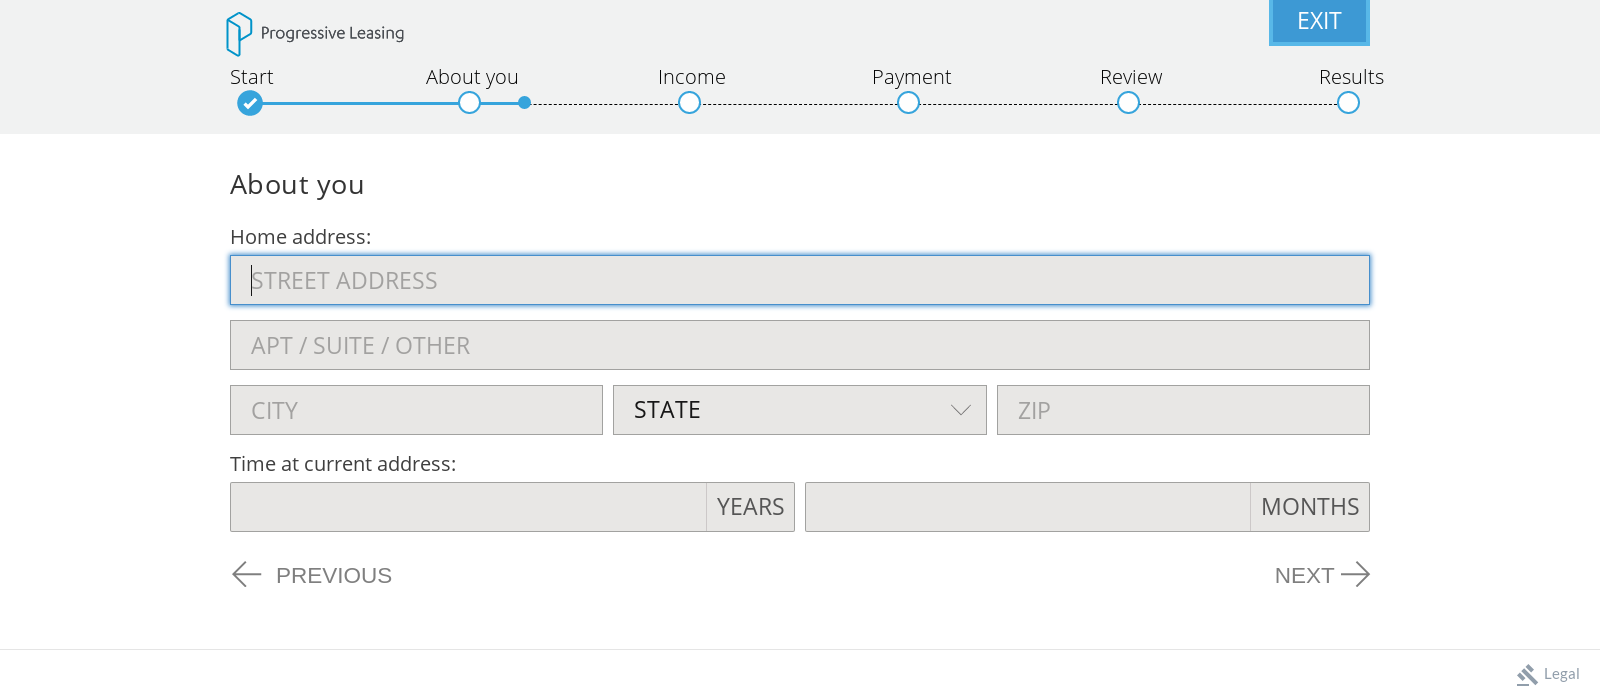 Progressive Leasing
EXIT
Start
About you
Income
Payment
Review
Results
About you
Home address:
STREET ADDRESS
APT / SUITE / OTHER
CITY
STATE
ZIP
Time at current address:
YEARS
MONTHS
PREVIOUS
NEXT
Legal